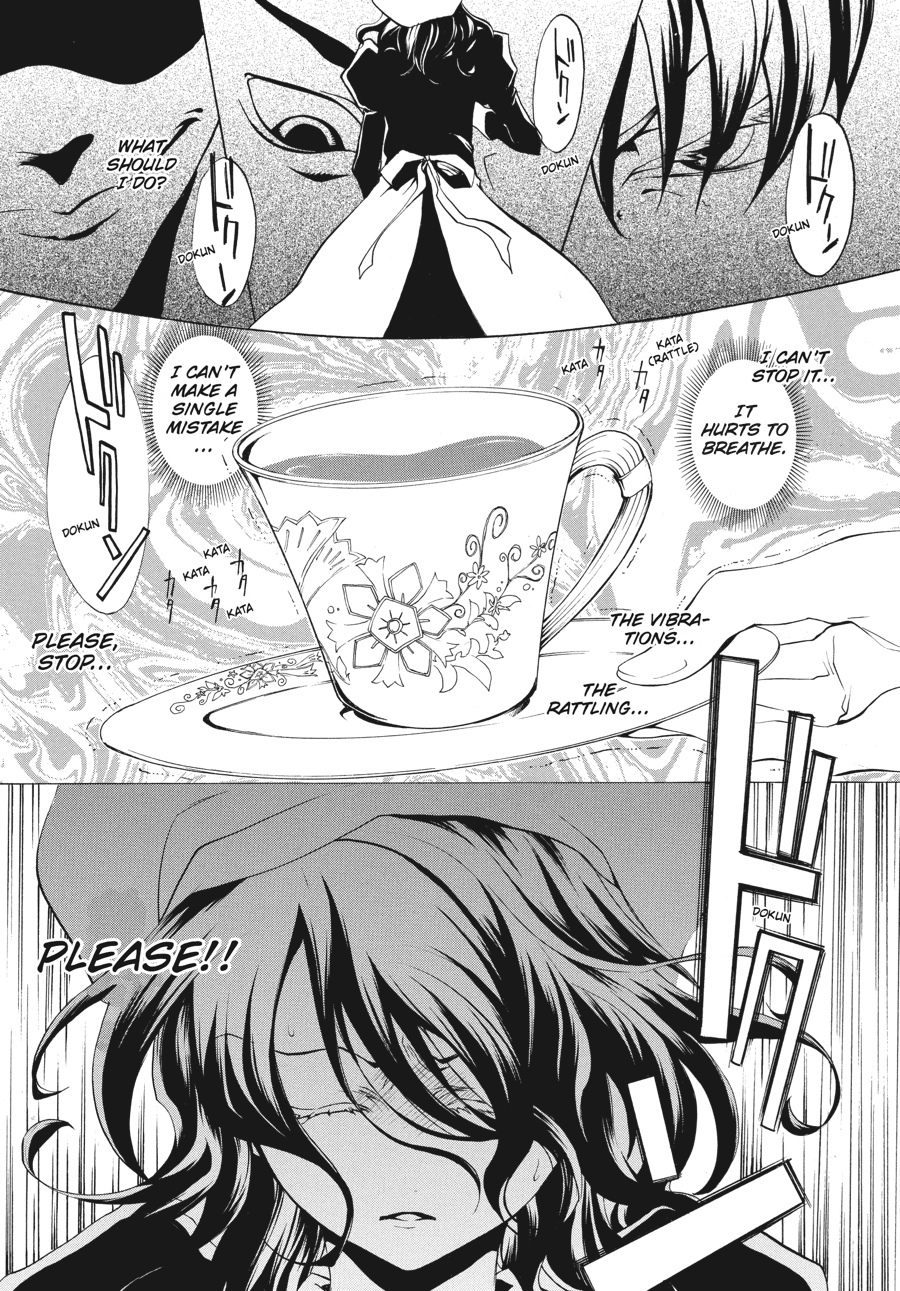 ドクン
DOKUN
ドクン
DOKUN
WHAT
SHOULD
I DO?
ドクン
DOKUN
I CAN'T
STOP IT...
IT
HURTS TO
BREATHE.
KATA
(RATTLE)
カタ
KATA
カタ
I CAN'T
MAKE A
SINGLE
MISTAKE
...
ドクン
DOKUN
THE VIBRA-
TIONS...
THE
RATTLING...
KATA
カタ
KATA
カタ
KATA
カタ
PLEASE,
STOP...
ドクン
DOKUN
PLEASE!!